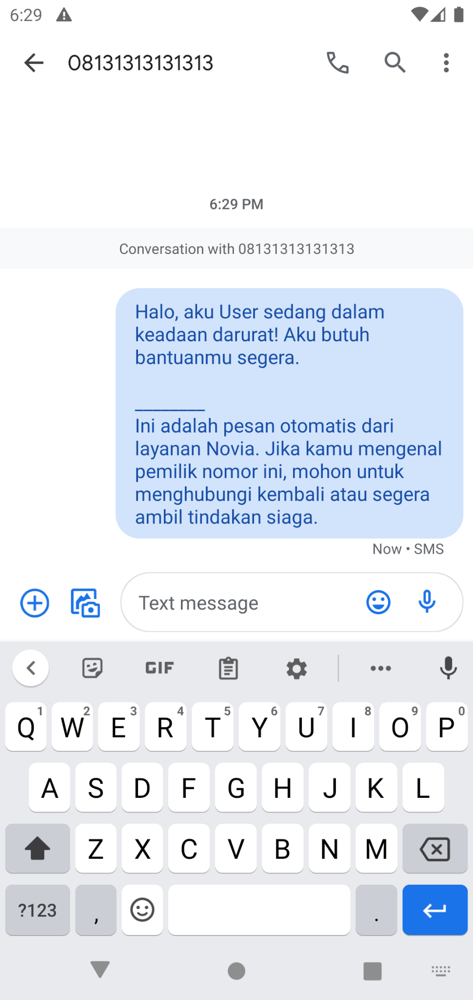 6:29
08131313131313
6:29 PM
Conversation with 08131313131313
Halo, aku User sedang dalam
keadaan darurat! Aku butuh
bantuanmu segera.
________
Ini adalah pesan otomatis dari
layanan Novia. Jika kamu mengenal
pemilik nomor ini, mohon untuk
menghubungi kembali atau segera
ambil tindakan siaga.
Now • SMS
Text message
GIF
Q1 W2 E3 R4 T5 Y6 U7 I8 O9 P0
A S D F G H J K L
Z X C V B N M
?123 , .